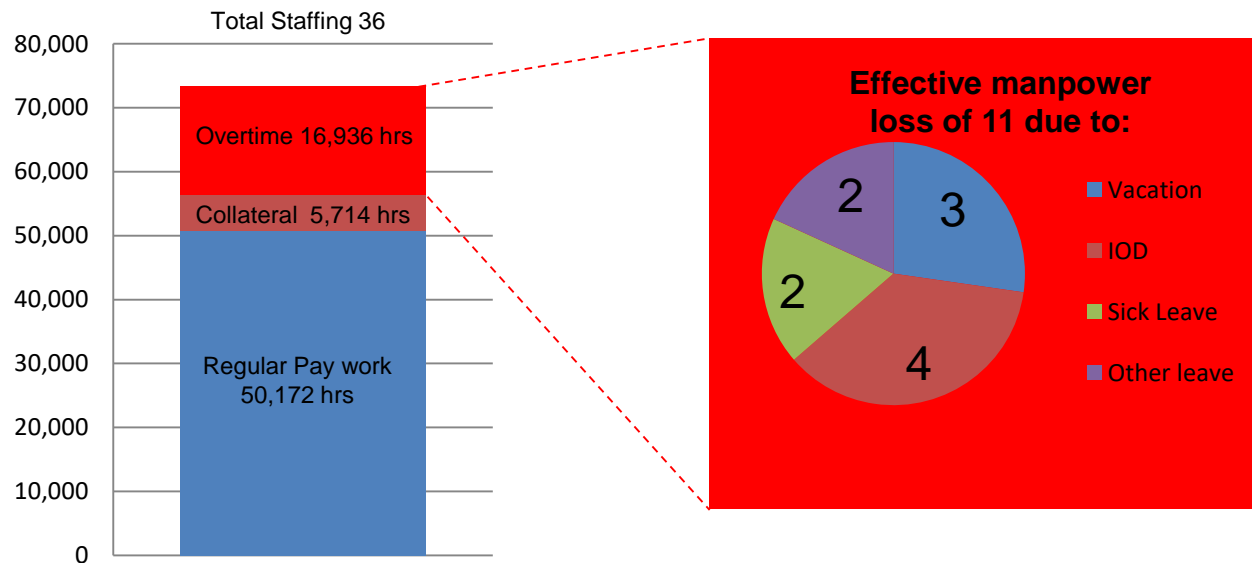 Total Staffing 36
80,000
70,000
60,000
50,000
40,000
30,000
20,000
10,000
0
Overtime 16,936 hrs
Collateral 5,714 hrs
Regular Pay work
50,172 hrs
Effective manpower
loss of 11 due to:
2
3
2
4
Vacation
IOD
Sick Leave
Other leave